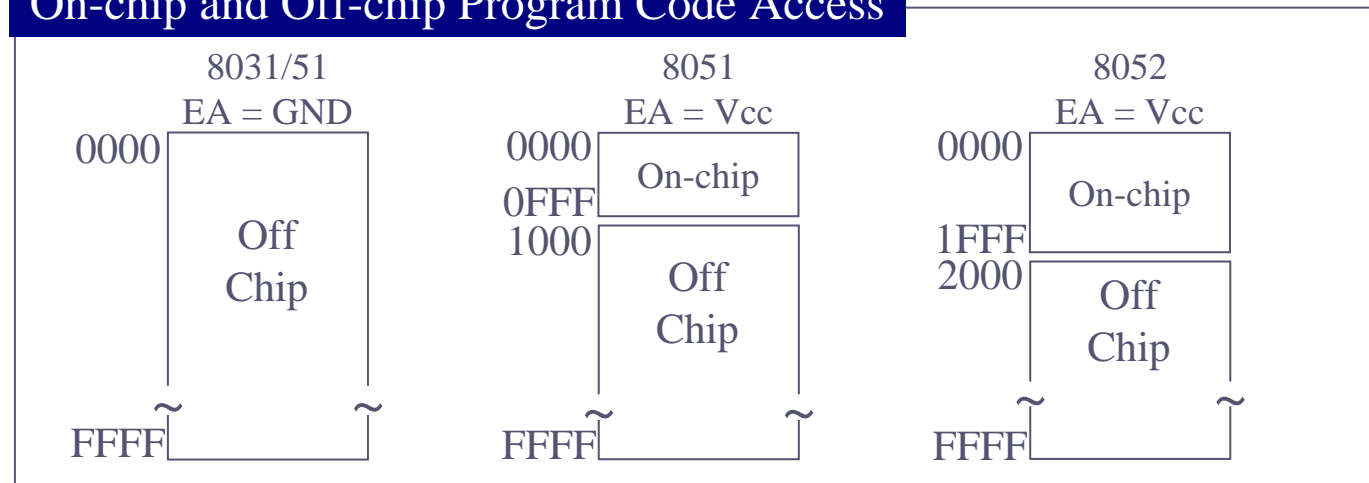 On-chip and Off-chip Program Code Access
8031/51
EA = GND
0000
Off
Chip
~ ~
FFFF
8051
EA = Vcc
0000
On-chip
0FFF
1000
Off
Chip
~ ~
FFFF
8052
EA = Vcc
0000
On-chip
1FFF
2000
Off
Chip
~ ~
FFFF